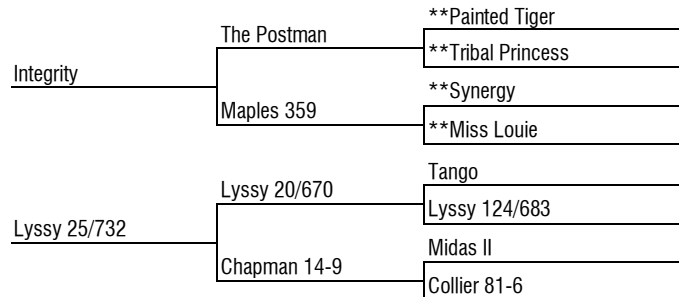 **Painted Tiger
The Postman
**Tribal Princess
Integrity
**Synergy
Maples 359
**Miss Louie
Tango
Lyssy 20/670
Lyssy 124/683
Lyssy 25/732
Midas II
Chapman 14-9
Collier 81-6